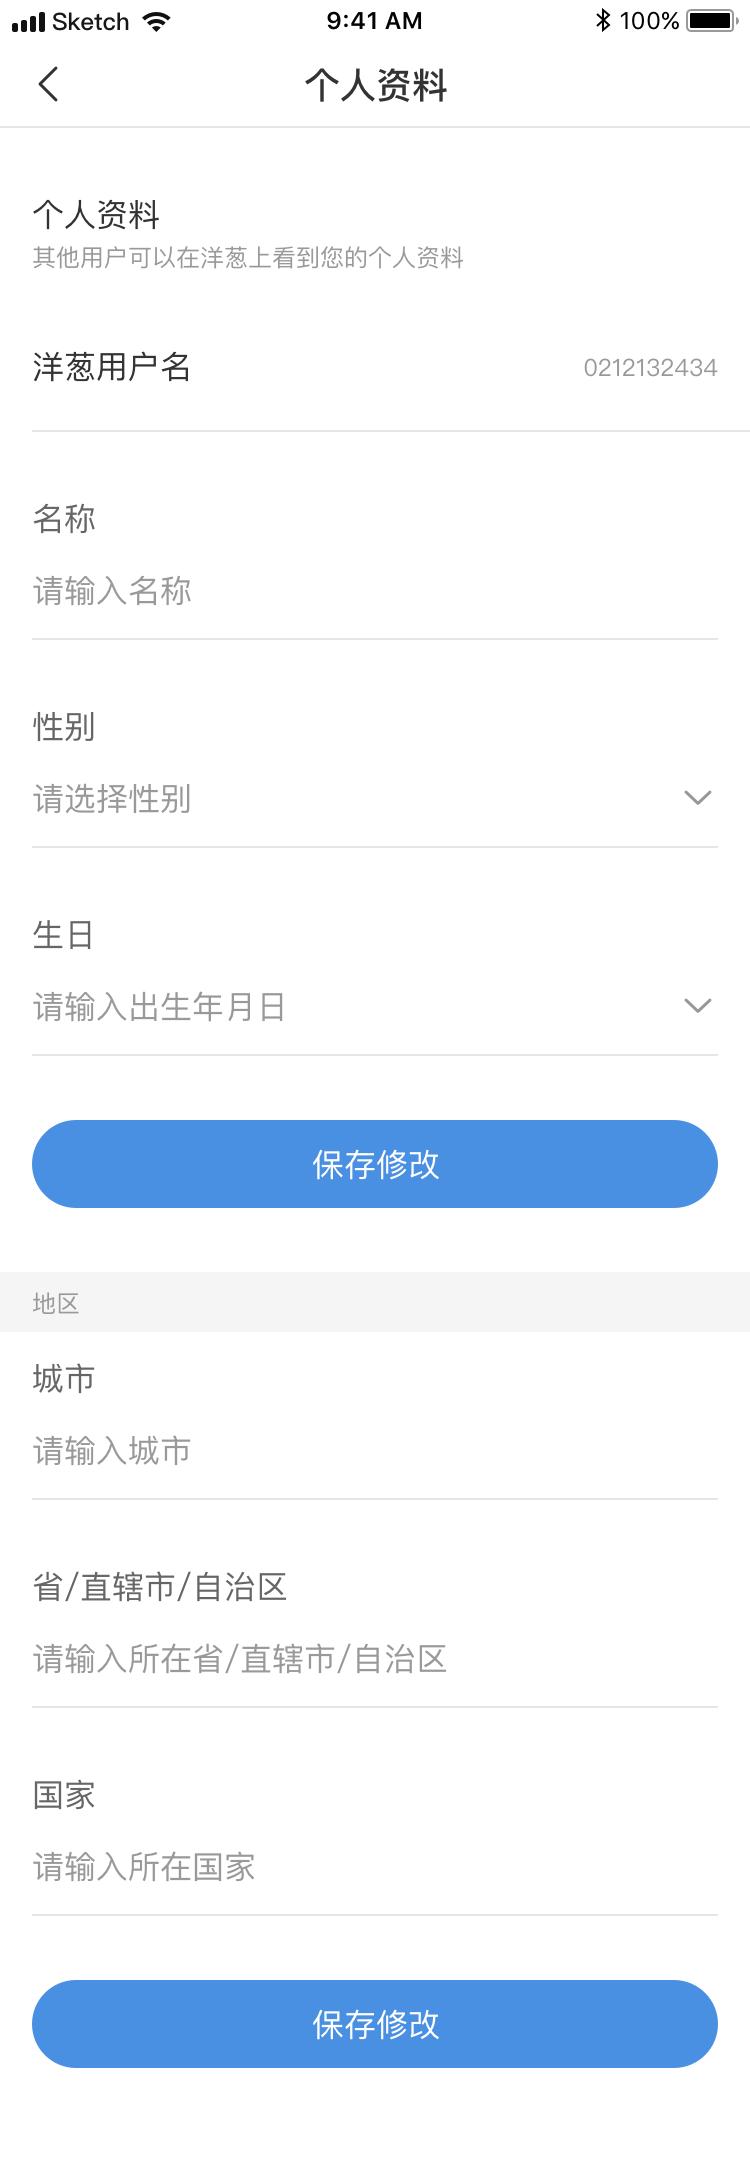 Sketch 9:41 AM 100%
个人资料
个人资料
其他用户可以在洋葱上看到您的个人资料
洋葱用户名 0212132434
名称
请输入名称
性别
请选择性别
生日
请输入出生年月日
保存修改
地区
城市
请输入城市
省/直辖市/自治区
请输入所在省/直辖市/自治区
国家
请输入所在国家
保存修改